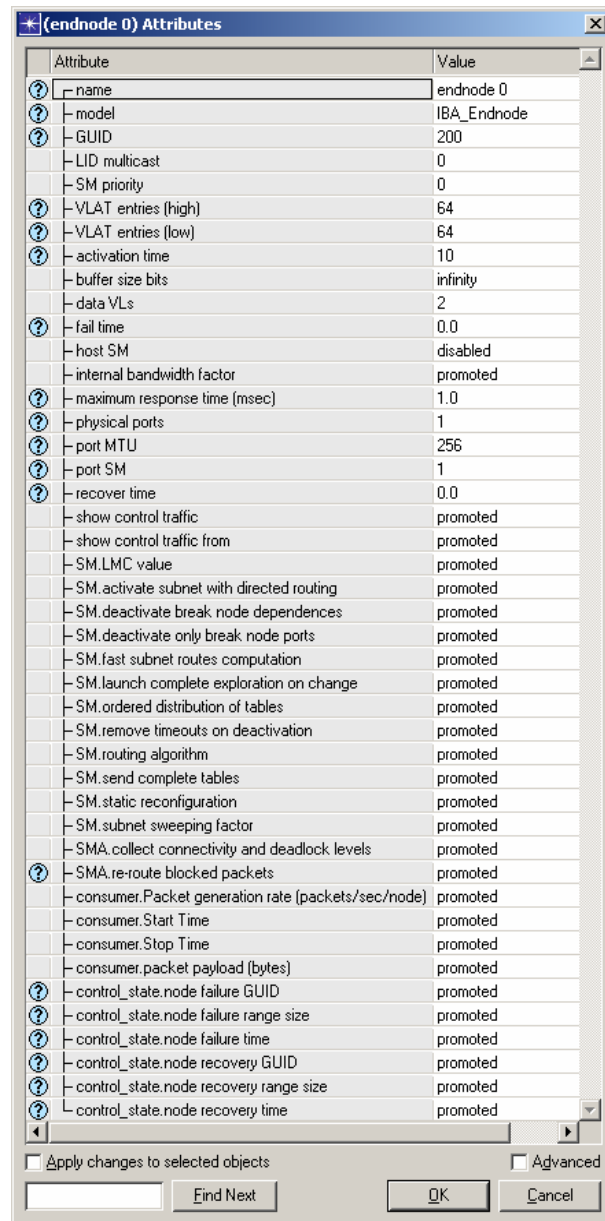 (endnode 0) Attributes
Attribute Value
name endnode 0
model IBA_Endnode
GUID 200
LID multicast 0
SM priority 0
VLAT entries (high) 64
VLAT entries (low) 64
activation time 10
buffer size bits infinity
data VLs 2
fail time 0.0
host SM disabled
internal bandwidth factor promoted
maximum response time (msec) 1.0
physical ports 1
port MTU 256
port SM 1
recover time 0.0
show control traffic promoted
show control traffic from promoted
SM.LMC value promoted
SM.activate subnet with directed routing promoted
SM.deactivate break node dependences promoted
SM.deactivate only break node ports promoted
SM.fast subnet routes computation promoted
SM.launch complete exploration on change promoted
SM.ordered distribution of tables promoted
SM.remove timeouts on deactivation promoted
SM.routing algorithm promoted
SM.send complete tables promoted
SM.static reconfiguration promoted
SM.subnet sweeping factor promoted
SMA.collect connectivity and deadlock levels promoted
SMA.re-route blocked packets promoted
consumer.Packet generation rate (packets/sec/node) promoted
consumer.Start Time promoted
consumer.Stop Time promoted
consumer.packet payload (bytes) promoted
control_state.node failure GUID promoted
control_state.node failure range size promoted
control_state.node failure time promoted
control_state.node recovery GUID promoted
control_state.node recovery range size promoted
control_state.node recovery time promoted
Apply changes to selected objects Advanced
Find Next OK Cancel